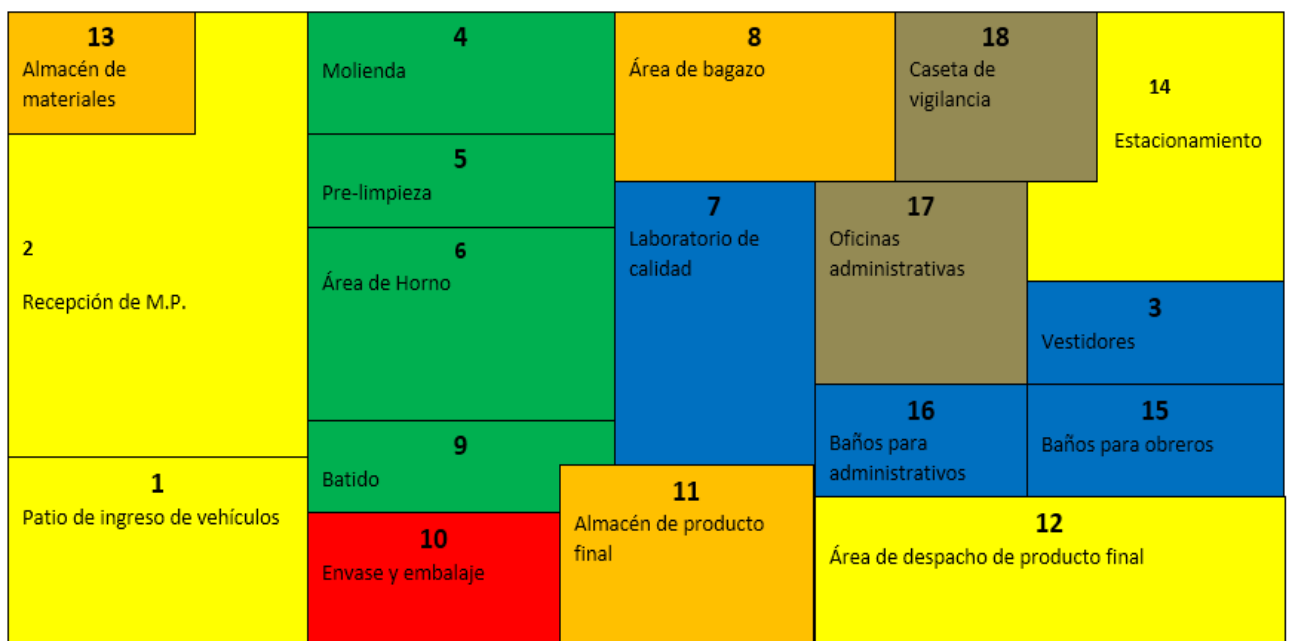 13
Almacén de
materiales
2
Recepción de M.P.
1
Patio de ingreso de vehículos
4
Molienda
5
Pre-limpieza
6
Área de Horno
9
Batido
10
Envase y embalaje
8
Área de bagazo
7
Laboratorio de
calidad
11
Almacén de producto
final
18
Caseta de
vigilancia
14
Estacionamiento
17
Oficinas
administrativas
3
Vestidores
16
Baños para
administrativos
15
Baños para obreros
12
Área de despacho de producto final